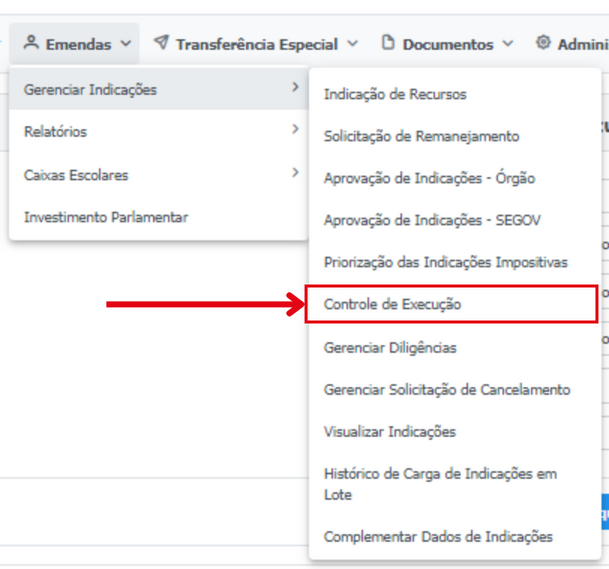 Emendas Transferência Especial Documentos
Gerenciar Indicações
Relatórios
Caixas Escolares
Investimento Parlamentar
Indicação de Recursos
Solicitação de Remanejamento
Aprovação de Indicações - Órgão
Aprovação de Indicações - SEGOV
Priorização das Indicações Impositivas
Controle de Execução
Gerenciar Diligências
Gerenciar Solicitação de Cancelamento
Visualizar Indicações
Histórico de Carga de Indicações em
Lote
Complementar Dados de Indicações